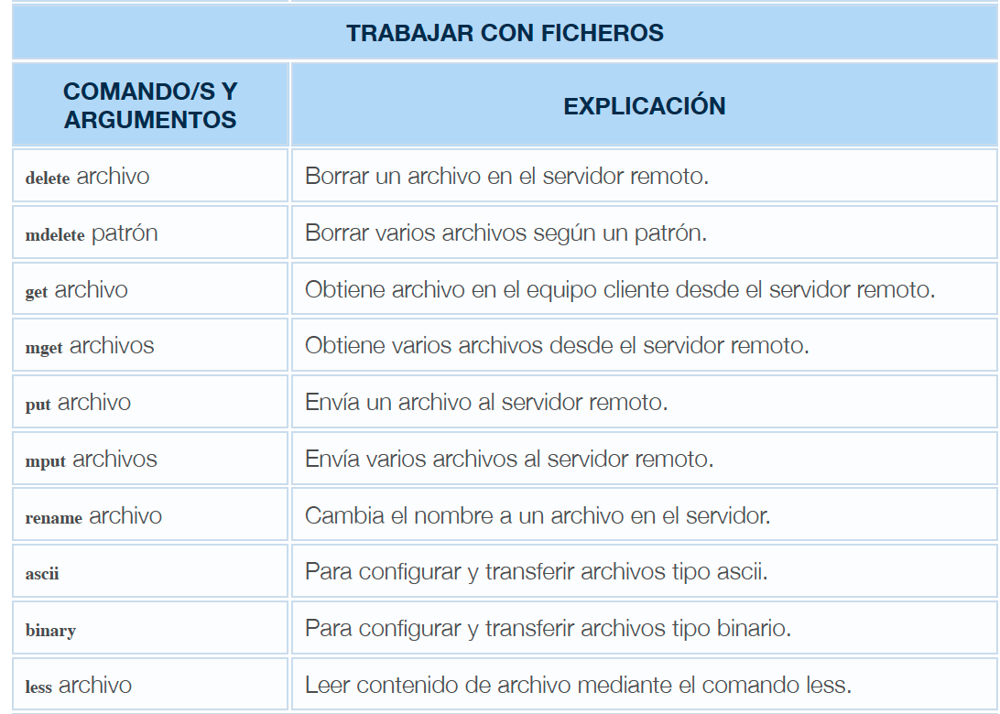 TRABAJAR CON FICHEROS
COMANDO/S Y
ARGUMENTOS
EXPLICACIÓN
delete archivo
Borrar un archivo en el servidor remoto.
mdelete patrón
Borrar varios archivos según un patrón.
get archivo
Obtiene archivo en el equipo cliente desde el servidor remoto.
mget archivos
Obtiene varios archivos desde el servidor remoto.
put archivo
Envía un archivo al servidor remoto.
mput archivos
Envía varios archivos al servidor remoto.
rename archivo
Cambia el nombre a un archivo en el servidor.
ascii
Para configurar y transferir archivos tipo ascii.
binary
Para configurar y transferir archivos tipo binario.
less archivo
Leer contenido de archivo mediante el comando less.